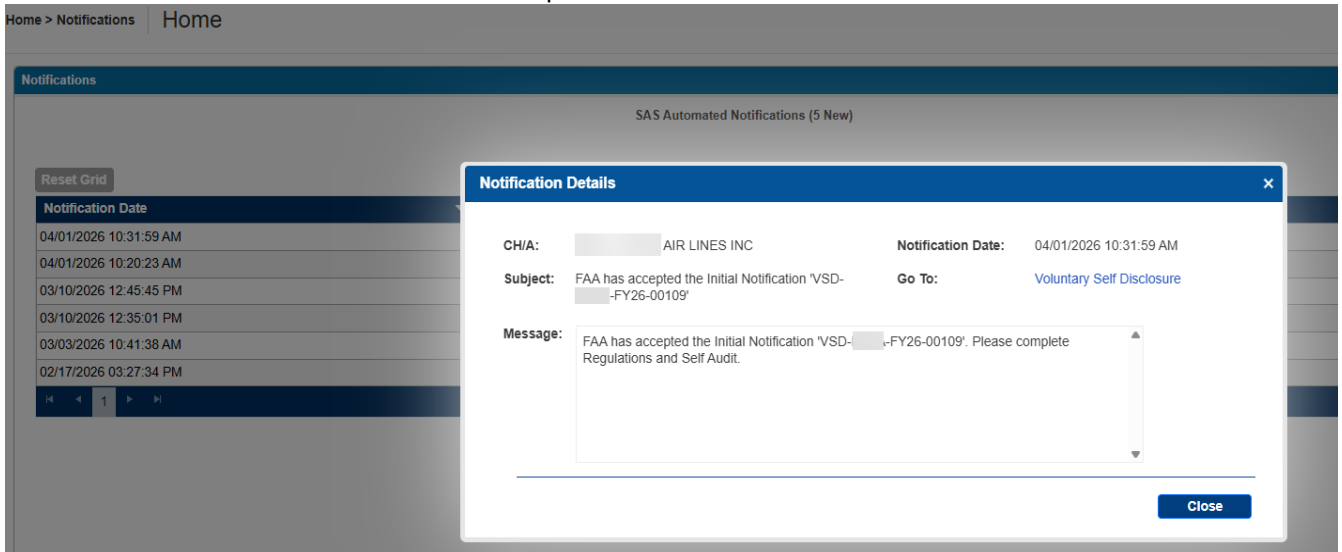 Home > Notifications
Home
Notifications
SAS Automated Notifications (5 New)
Reset Grid
Notification Date
04/01/2026 10:31:59 AM
04/01/2026 10:20:23 AM
03/10/2026 12:45:45 PM
03/10/2026 12:35:01 PM
03/03/2026 10:41:38 AM
02/17/2026 03:27:34 PM
1
Notification Details
×
CH/A: AIR LINES INC
Notification Date: 04/01/2026 10:31:59 AM
Subject: FAA has accepted the Initial Notification 'VSD-
-FY26-00109'
Go To: Voluntary Self Disclosure
Message: FAA has accepted the Initial Notification 'VSD- -FY26-00109'. Please complete
Regulations and Self Audit.
Close